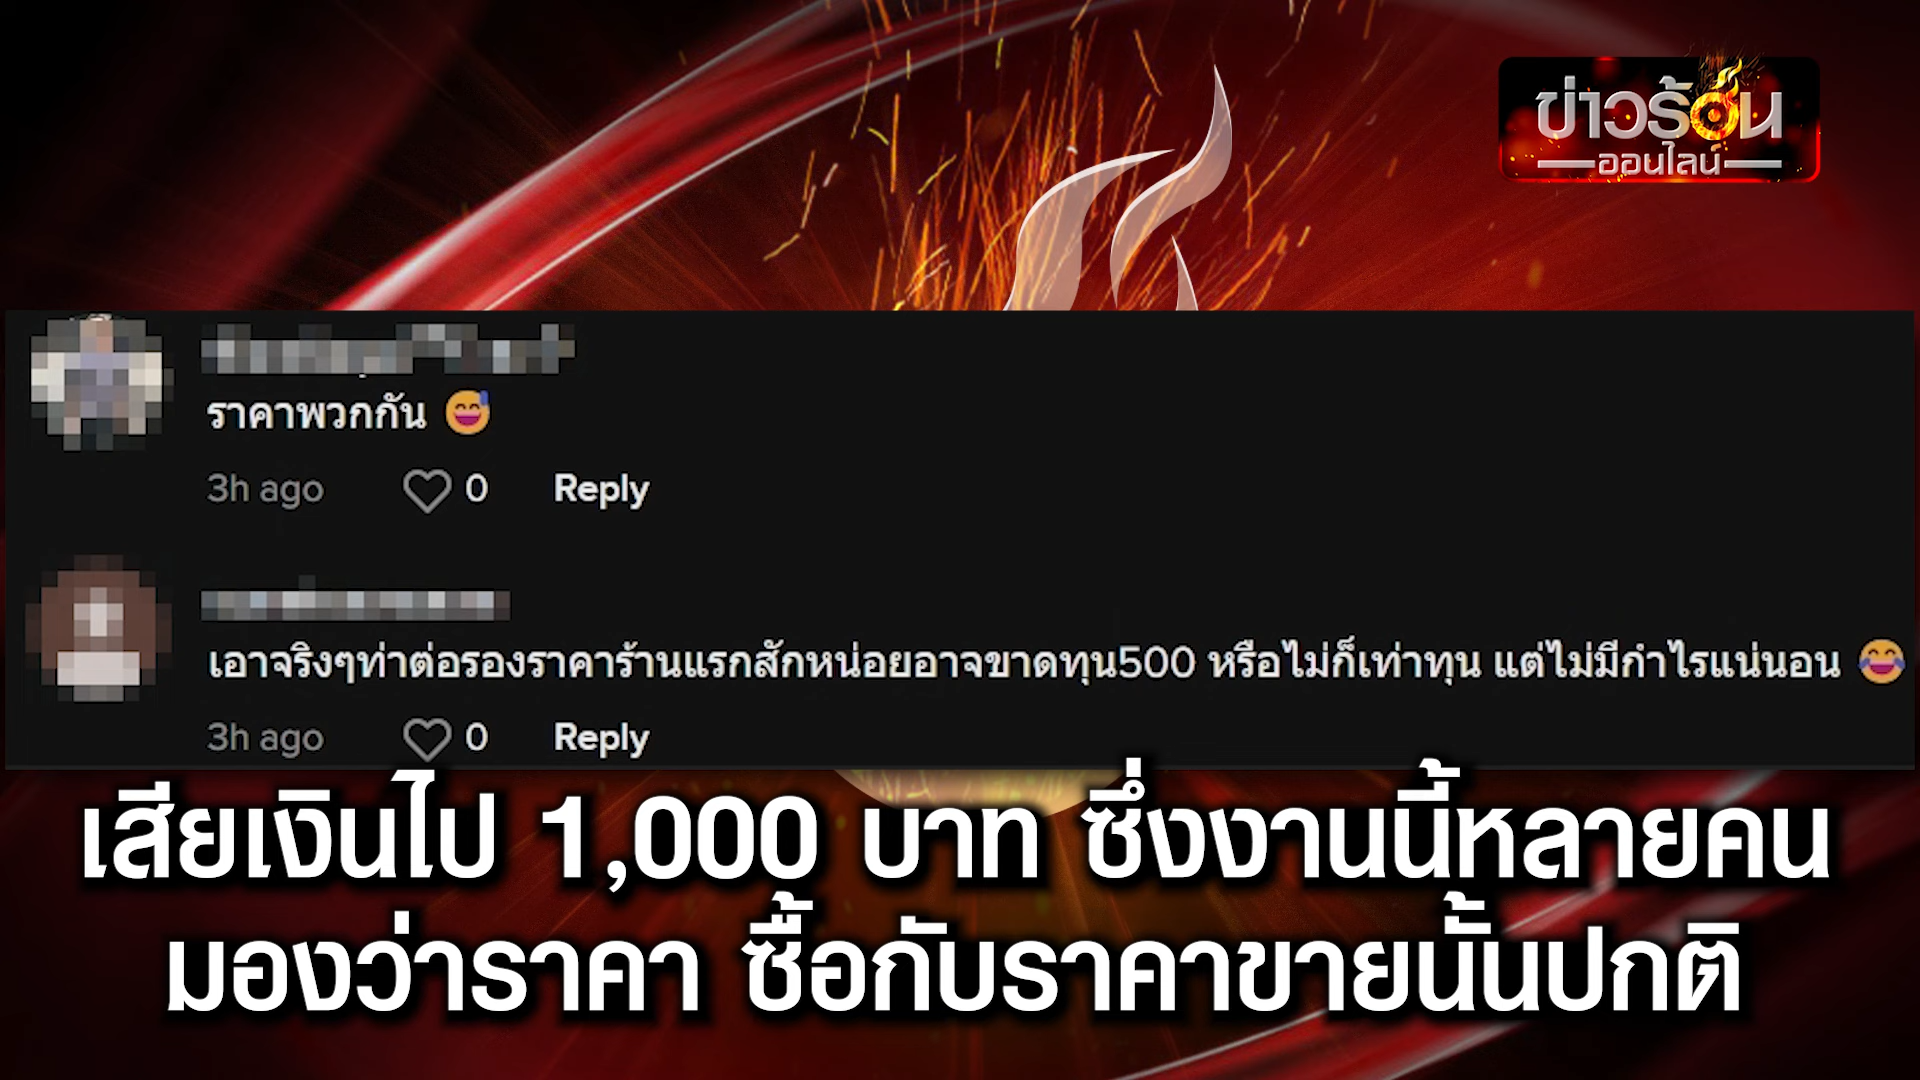 ข่าวร้อน
ออนไลน์
ราคาพวกกัน 😅
3h ago 0 Reply
เอาจริงๆท่าต่อรองราคาร้านแรกสักหน่อยอาจขาดทุน500 หรือไม่ก็เท่าทุน แต่ไม่มีกำไรแน่นอน 😂
3h ago 0 Reply
เสียเงินไป 1,000 บาท ซึ่งงานนี้หลายคน
มองว่าราคา ซื้อกับราคาขายนั้นปกติ